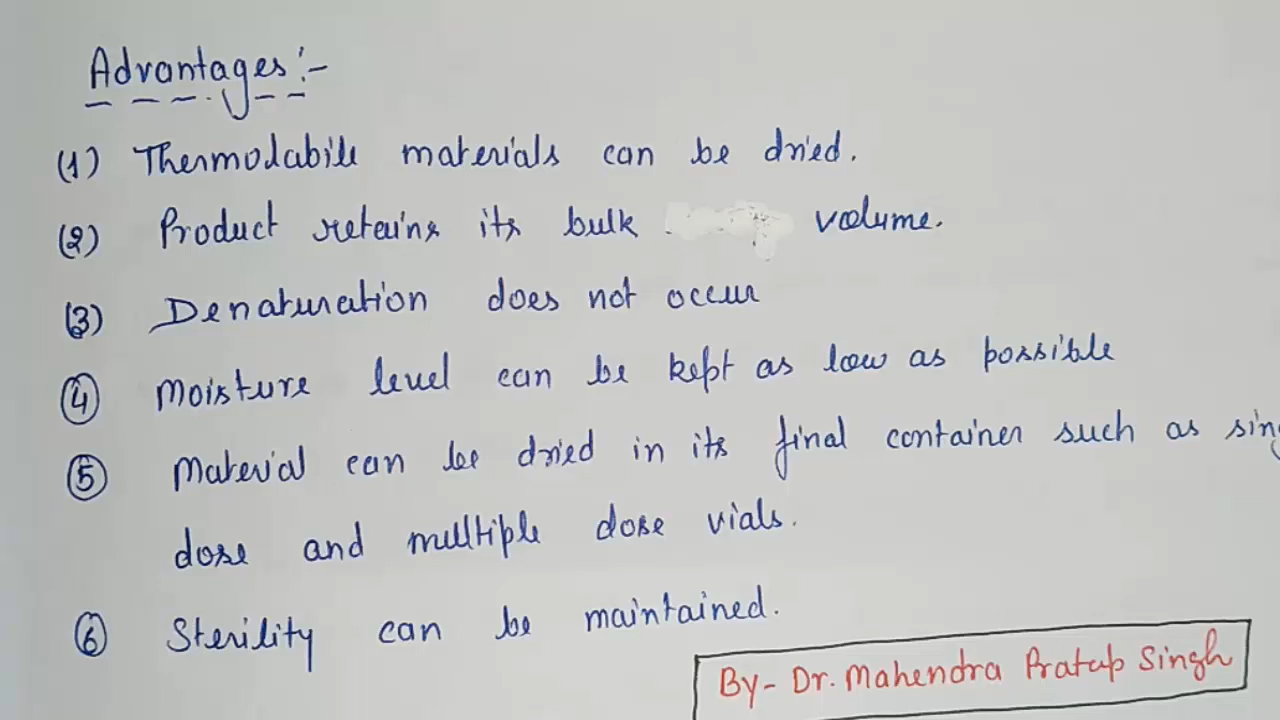 Advantages :-
(1) Thermolabile materials can be dried.
(2) Product retains its bulk volume.
(3) Denaturation does not occur
(4) Moisture level can be kept as low as possible
(5) Material can be dried in its final container such as sing
dose and multiple dose vials.
(6) Sterility can be maintained.
By- Dr. Mahendra Pratap Singh